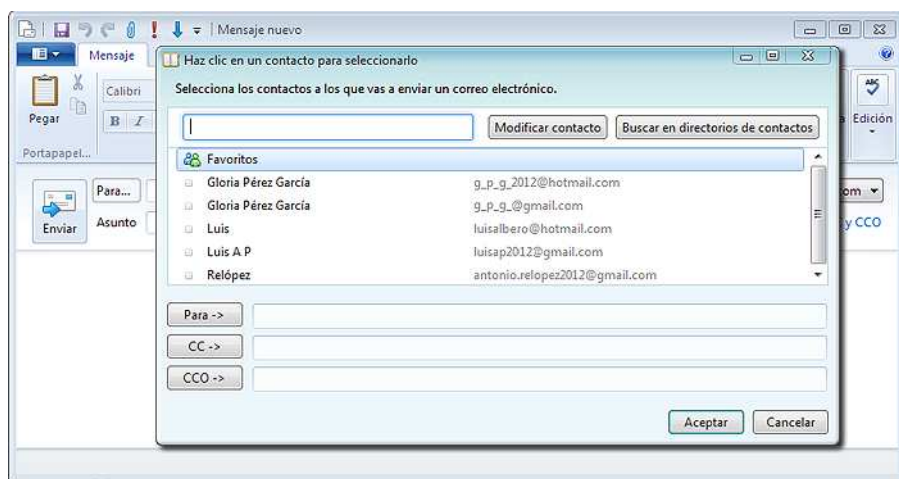 Mensaje nuevo
Mensaje
Pegar
Calibri
B I
Portapapel...
ABC
Edición
Para...
Asunto
Enviar
om
y CCO
Haz clic en un contacto para seleccionarlo
Selecciona los contactos a los que vas a enviar un correo electrónico.
Modificar contacto Buscar en directorios de contactos
Favoritos
Gloria Pérez García g_p_g_2012@hotmail.com
Gloria Pérez García g_p_g_@gmail.com
Luis luisalbero@hotmail.com
Luis A P luisap2012@gmail.com
Relópez antonio.relopez2012@gmail.com
Para ->
CC ->
CCO ->
Aceptar Cancelar